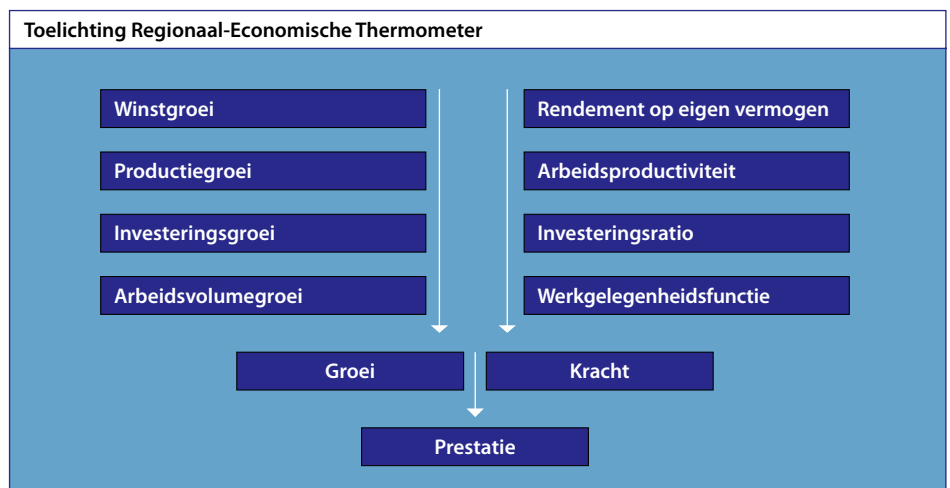 Toelichting Regionaal-Economische Thermometer
Winstgroei
Rendement op eigen vermogen
Productiegroei
Arbeidsproductiviteit
Investeringsgroei
Investeringsratio
Arbeidsvolumegroei
Werkgelegenheidsfunctie
Groei
Kracht
Prestatie